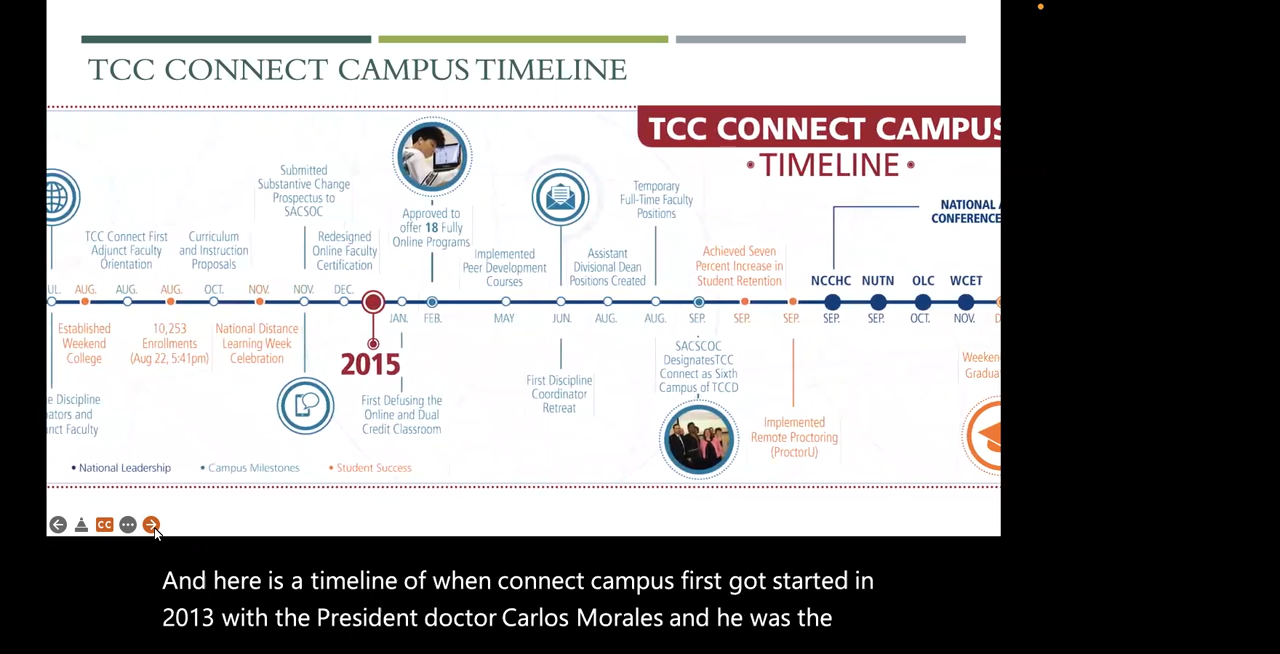 TCC CONNECT CAMPUS TIMELINE
TCC CONNECT CAMPUS
• TIMELINE •
Submitted
Substantive Change
Prospectus to
SACSOC
Approved to
offer 18 Fully
Online Programs
Temporary
Full-Time Faculty
Positions
NATIONAL
CONFERENCE
TCC Connect First
Adjunct Faculty
Orientation
Curriculum
and Instruction
Proposals
Redesigned
Online Faculty
Certification
Implemented
Peer Development
Courses
Assistant
Divisional Dean
Positions Created
Achieved Seven
Percent Increase in
Student Retention
NCCHC NUTN OLC WCET
UL. AUG. AUG. AUG. OCT. NOV. NOV. DEC.
JAN. FEB. MAY JUN. AUG. AUG. SEP. SEP. SEP. SEP. SEP. OCT. NOV. D
Established
Weekend
College
10,253
Enrollments
(Aug 22, 5:41pm)
National Distance
Learning Week
Celebration
2015
SACSCOC
DesignatesTCC
Connect as Sixth
Campus of TCCD
Weeken
Gradua
First Discipline
Coordinator
Retreat
e Discipline
ators and
nct Faculty
First Defusing the
Online and Dual
Credit Classroom
Implemented
Remote Proctoring
(ProctorU)
• National Leadership • Campus Milestones • Student Success
CC
And here is a timeline of when connect campus first got started in
2013 with the President doctor Carlos Morales and he was the